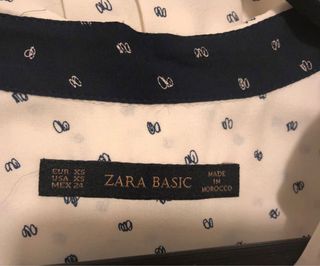 EUR XS
USA XS
MEX 24
ZARA BASIC
MADE
IN
MOROCCO